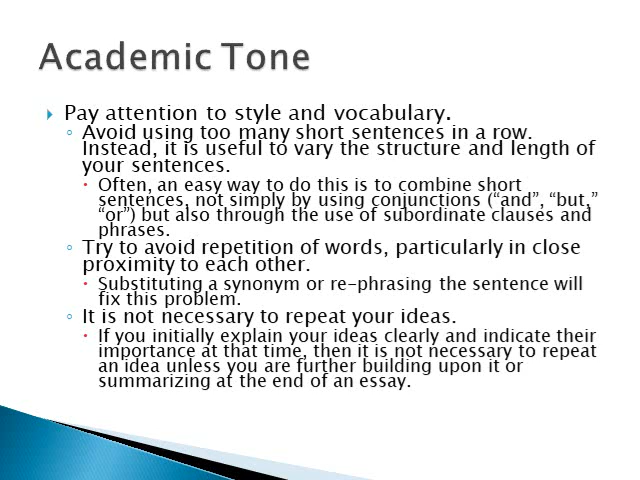 Academic Tone
Pay attention to style and vocabulary.
Avoid using too many short sentences in a row.
Instead, it is useful to vary the structure and length of
your sentences.
Often, an easy way to do this is to combine short
sentences, not simply by using conjunctions (“and”, “but,”
“or”) but also through the use of subordinate clauses and
phrases.
Try to avoid repetition of words, particularly in close
proximity to each other.
Substituting a synonym or re-phrasing the sentence will
fix this problem.
It is not necessary to repeat your ideas.
If you initially explain your ideas clearly and indicate their
importance at that time, then it is not necessary to repeat
an idea unless you are further building upon it or
summarizing at the end of an essay.